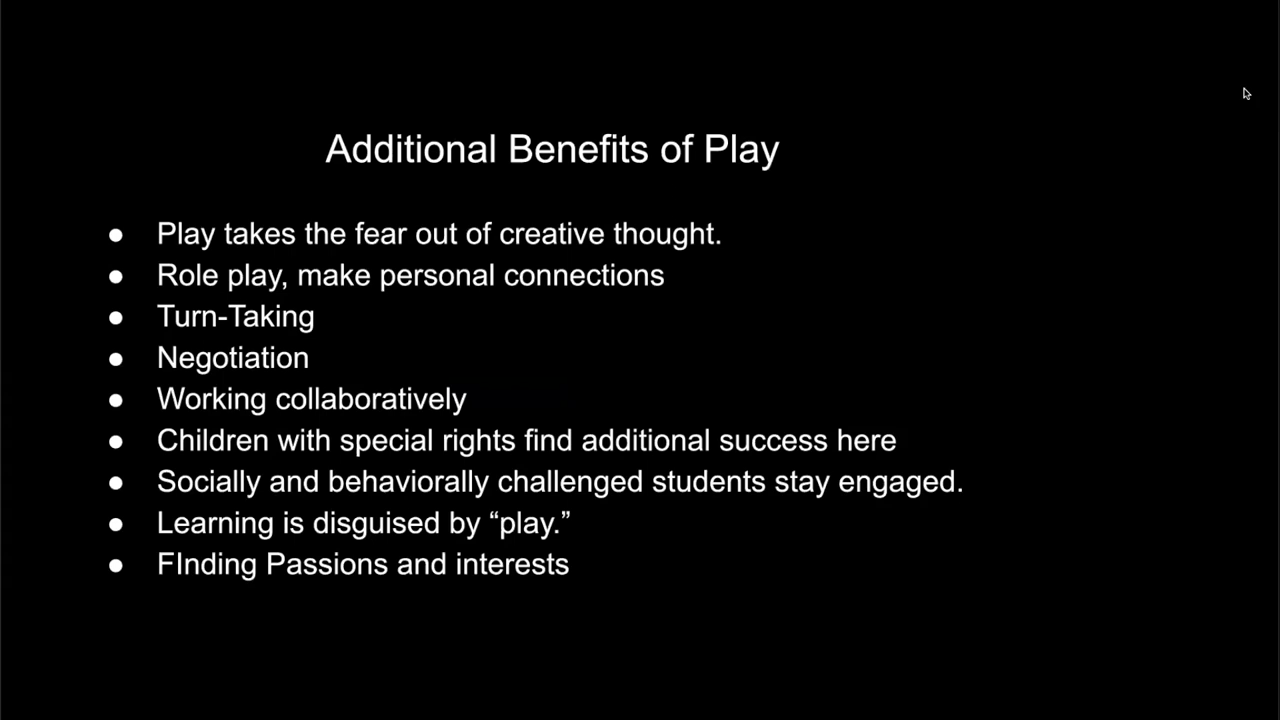 Additional Benefits of Play
● Play takes the fear out of creative thought.
● Role play, make personal connections
● Turn-Taking
● Negotiation
● Working collaboratively
● Children with special rights find additional success here
● Socially and behaviorally challenged students stay engaged.
● Learning is disguised by “play.”
● FInding Passions and interests